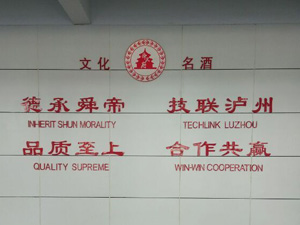 文化 名酒
德承舜帝 技联泸州
INHERIT SHUN MORALITY TECHLINK LUZHOU
品质至上 合作共赢
QUALITY SUPREME WIN-WIN COOPERATION